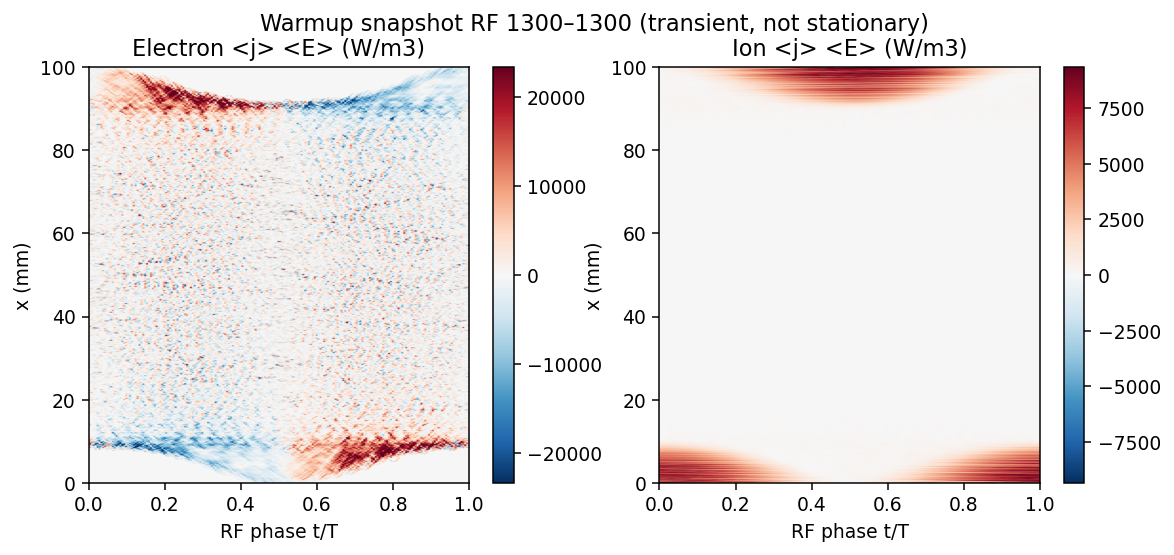 Warmup snapshot RF 1300–1300 (transient, not stationary)
Electron <j> <E> (W/m3)
x (mm)
100
80
60
40
20
0
0.0 0.2 0.4 0.6 0.8 1.0
RF phase t/T
20000
10000
0
−10000
−20000
Ion <j> <E> (W/m3)
x (mm)
100
80
60
40
20
0
0.0 0.2 0.4 0.6 0.8 1.0
RF phase t/T
7500
5000
2500
0
−2500
−5000
−7500